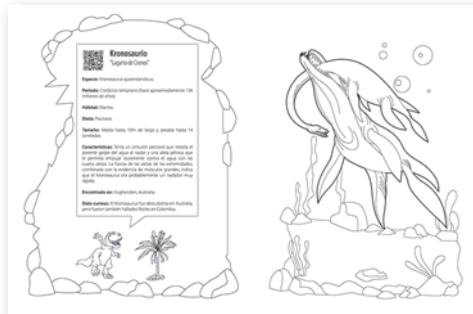 Kronosaurio
"Lagarto de Cronos"
Especie: Kronosaurus queenslandicus.
Período: Cretácico temprano (hace aproximadamente
millones de años)
Hábitat: Marino.
Dieta: Piscívoro.
Tamaño: Medía hasta 10m de largo y pesaba hasta 14
toneladas.
Características: Tenía un cinturón pectoral que resistía el
potente golpe del agua al nadar y una aleta pélvica que
le permitía empujar duramente contra el agua con las
cuatro aletas. La fuerza de las aletas de las extremidades,
combinada con la evidencia de músculos grandes, indica
que el Kronosaurus era probablemente un nadador muy
rápido.
Encontrado en: Hughenden, Australia.
Dato curioso: El Kronosaurus fue descubierto en Australia,
pero fueron también hallados fósiles en Colombia.